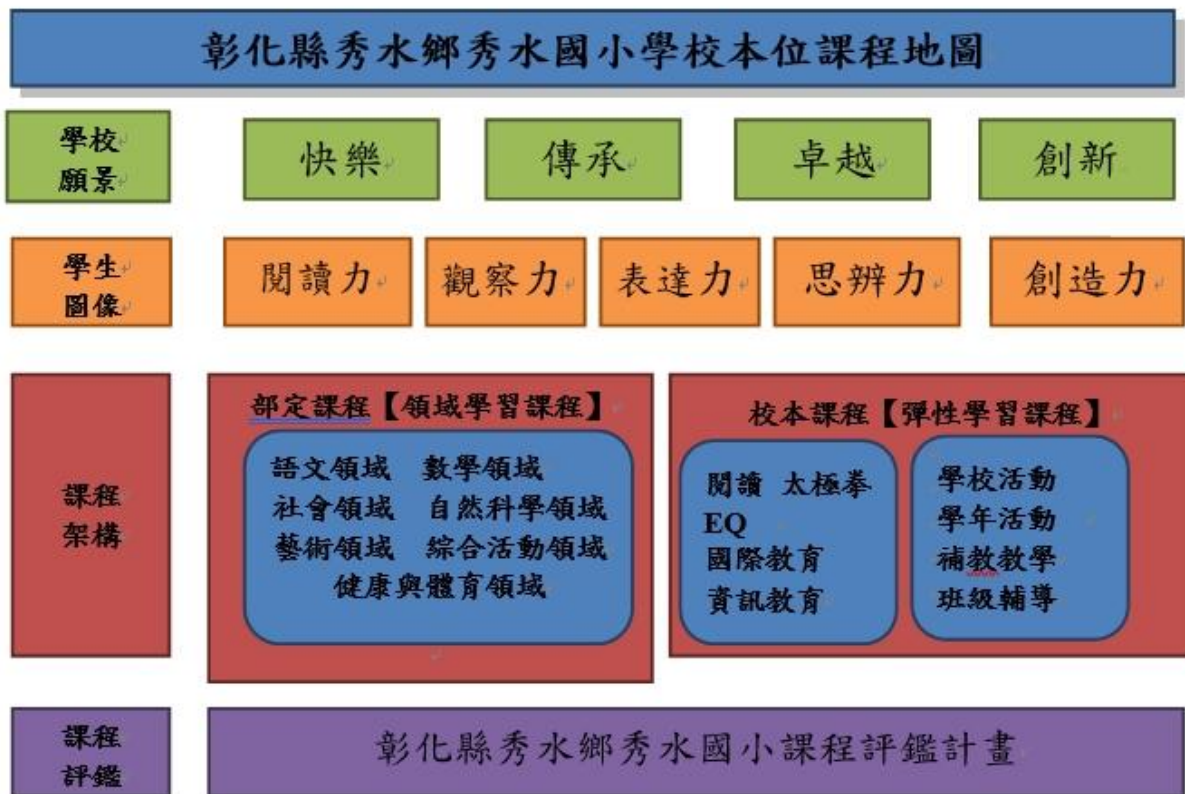 彰化縣秀水鄉秀水國小學校本位課程地圖
學校
願景
快樂
傳承
卓越
創新
學生
圖像
閱讀力
觀察力
表達力
思辨力
創造力
課程
架構
部定課程【領域學習課程】
語文領域 數學領域
社會領域 自然科學領域
藝術領域 綜合活動領域
健康與體育領域
校本課程【彈性學習課程】
閱讀 太極拳
EQ
國際教育
資訊教育
學校活動
學年活動
補教教學
班級輔導
課程
評鑑
彰化縣秀水鄉秀水國小課程評鑑計畫